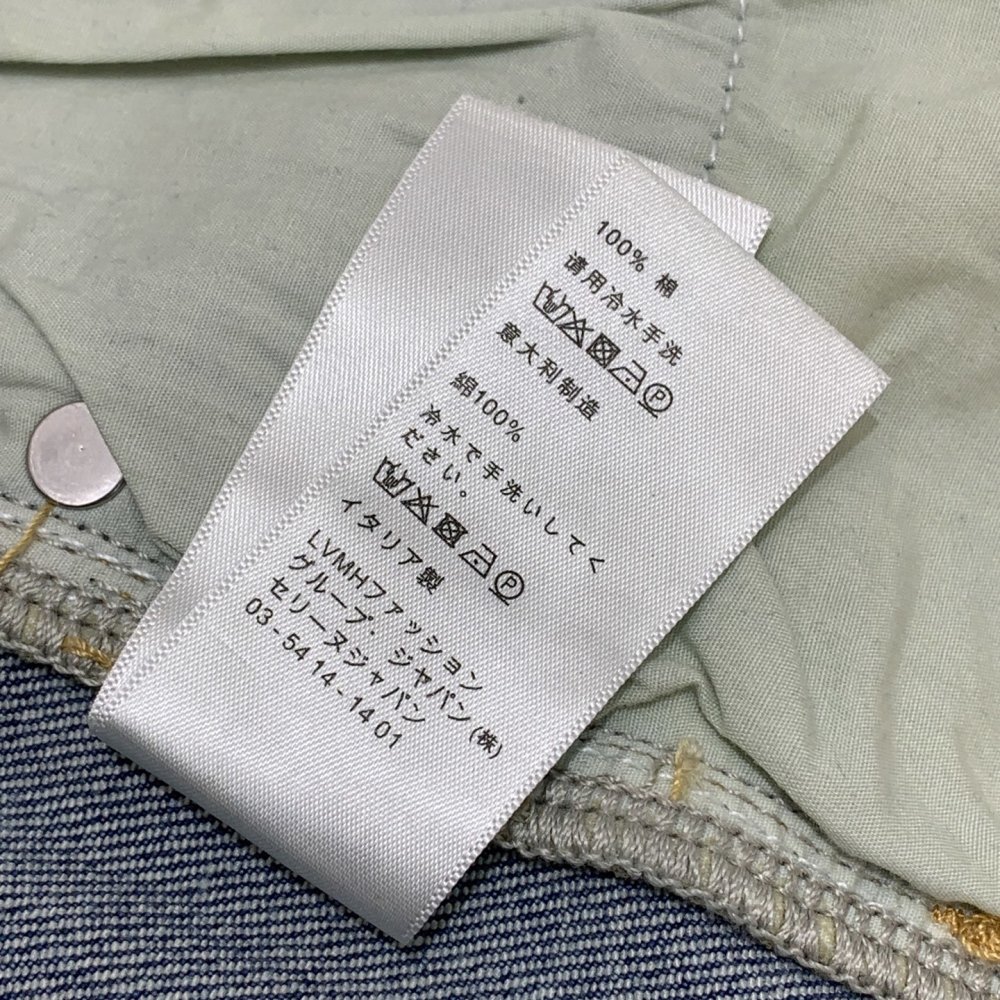 100% 棉
请用冷水手洗
P
意大利制造
綿100%
冷水で手洗いしてく
ださい。
P
イタリア製
LVMHファッション
グループ・ジャパン(株)
セリーヌジャパン
03-5414-1401